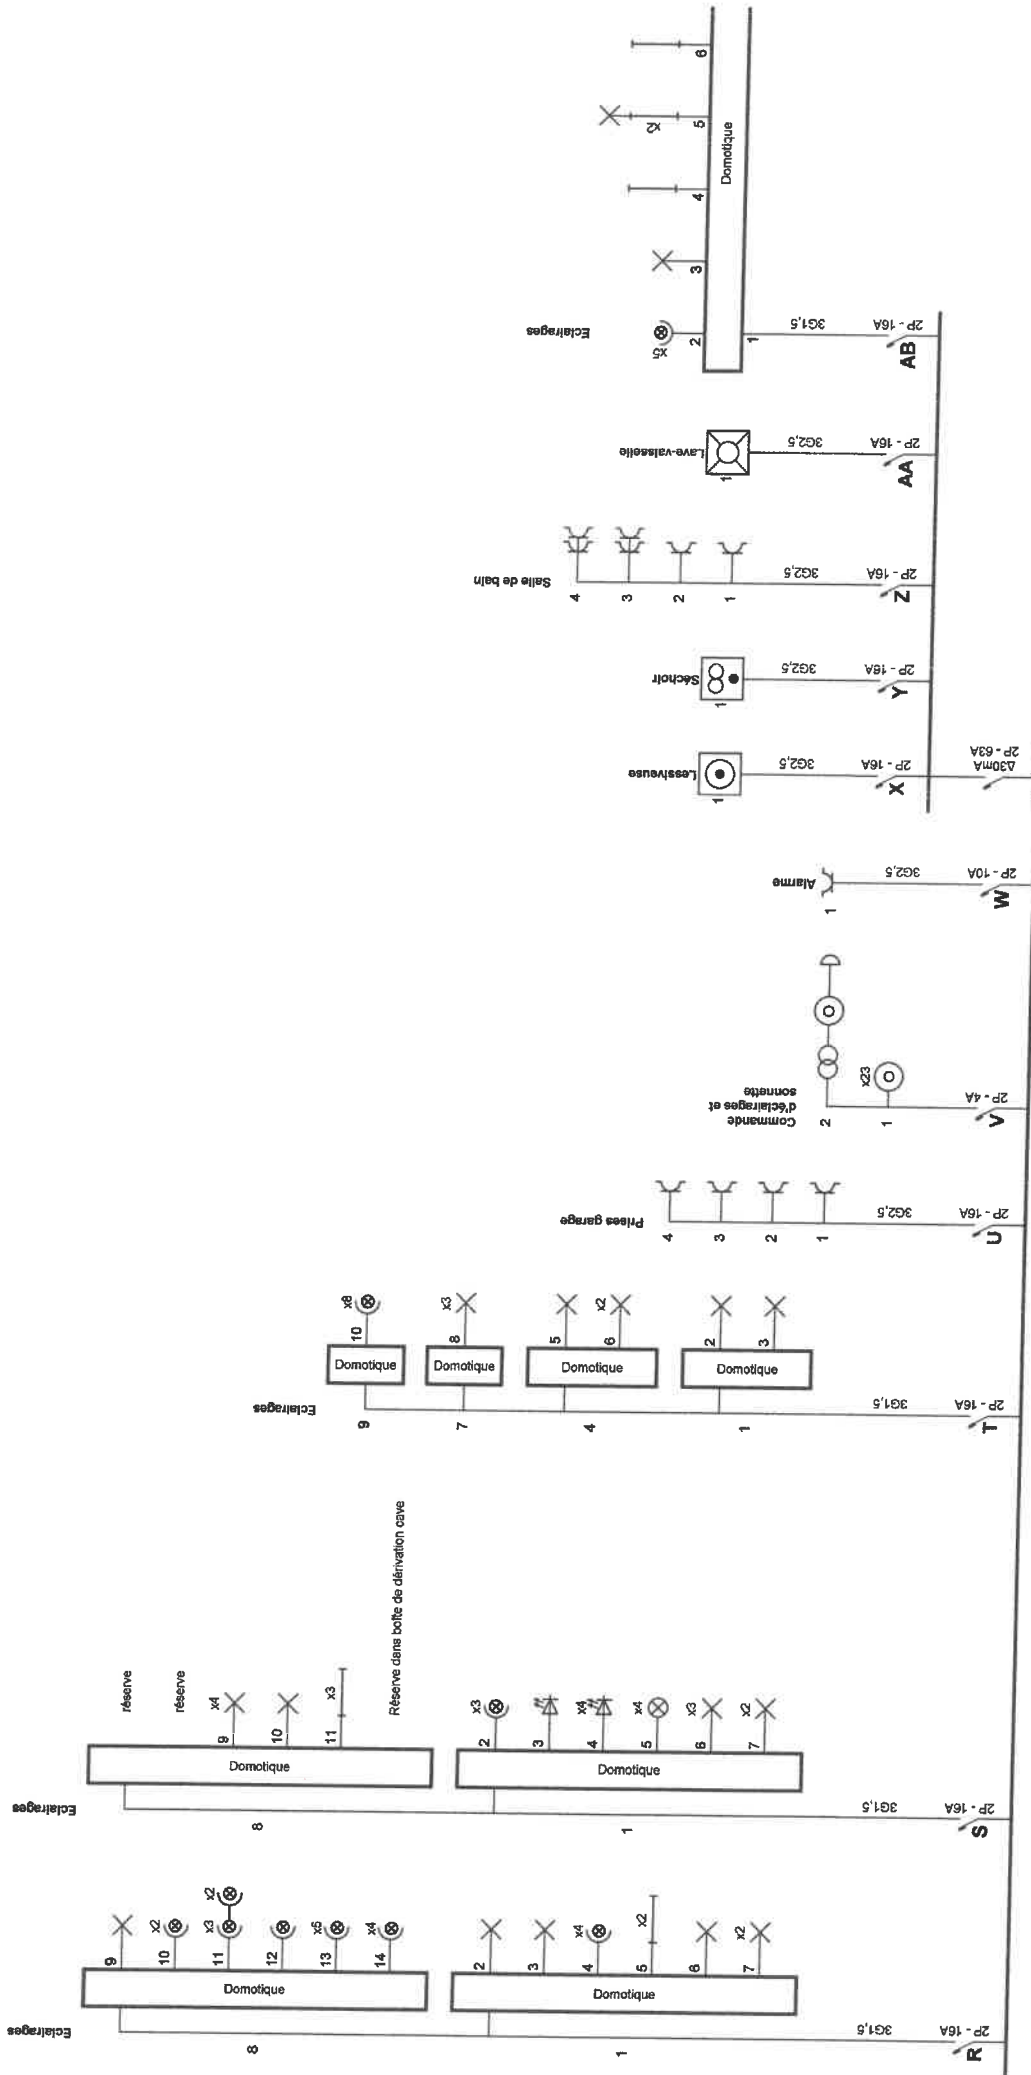 Eclairages
8
1
Domotique
9
10
x2
11
x3
x2
12
13
x5
14
x4
Domotique
2
3
4
x4
5
x2
6
7
x2
3G1,5
2P - 16A
R
Eclairages
8
1
réserve
réserve
Domotique
9
x4
10
11
x3
Réserve dans boîte de dérivation cave
Domotique
2
x3
3
4
x4
5
x4
6
x3
7
x2
3G1,5
2P - 16A
S
Eclairages
9
7
4
1
Domotique
10
x8
Domotique
8
x3
Domotique
5
6
x2
Domotique
2
3
3G1,5
2P - 16A
T
Prises garage
4
3
2
1
3G2,5
2P - 16A
U
Commande
d'éclairages et
sonnette
2
1
x23
2P - 4A
V
Alarme
1
3G2,5
2P - 10A
W
Lessiveuse
1
3G2,5
2P - 16A
X
Δ30mA
2P - 63A
Séchoir
1
3G2,5
2P - 16A
Y
Salle de bain
4
3
2
1
3G2,5
2P - 16A
Z
Lave-vaisselle
1
3G2,5
2P - 16A
AA
Eclairages
x5
2
3
4
5
x2
6
Domotique
1
3G1,5
2P - 16A
AB